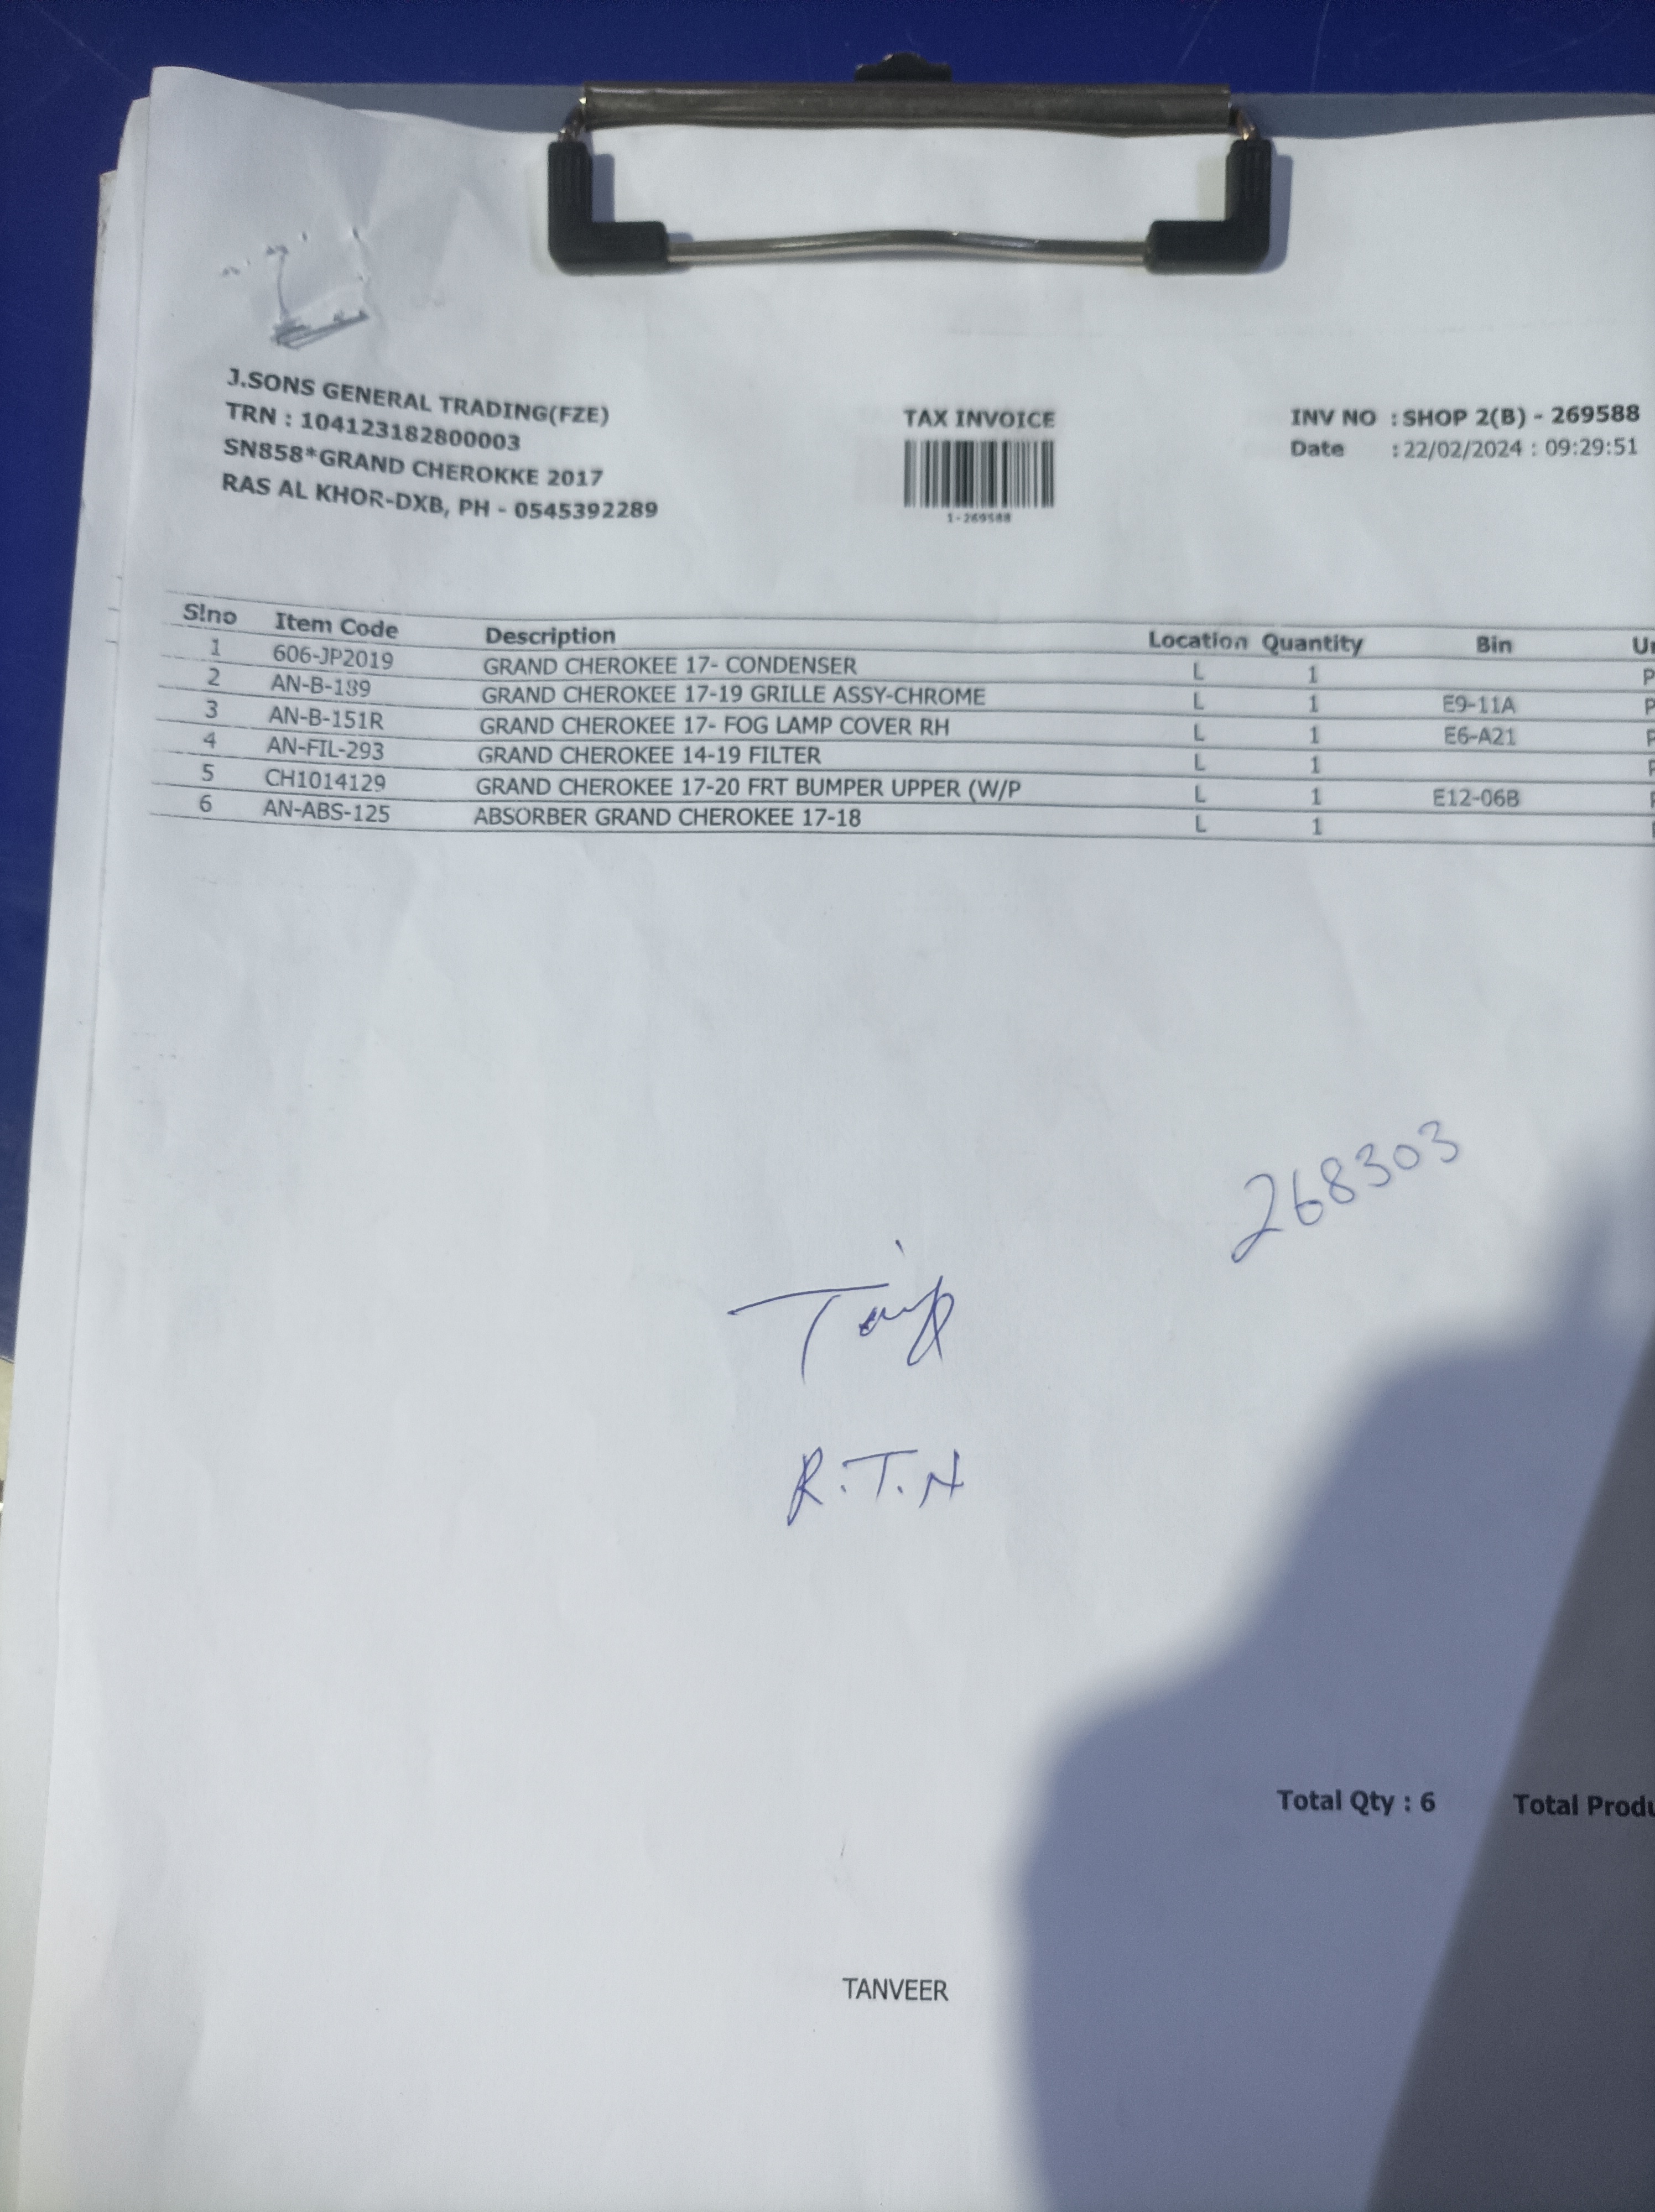 J.SONS GENERAL TRADING(FZE)
TRN : 104123182800003
SN858*GRAND CHEROKKE 2017
RAS AL KHOR-DXB, PH - 0545392289
TAX INVOICE
1-269588
INV NO : SHOP 2(B) - 269588
Date : 22/02/2024 : 09:29:51
S!no Item Code Description Location Quantity Bin
1 606-JP2019 GRAND CHEROKEE 17- CONDENSER L 1 P
2 AN-B-189 GRAND CHEROKEE 17-19 GRILLE ASSY-CHROME L 1 E9-11A P
3 AN-B-151R GRAND CHEROKEE 17- FOG LAMP COVER RH L 1 E6-A21
4 AN-FIL-293 GRAND CHEROKEE 14-19 FILTER L 1
5 CH1014129 GRAND CHEROKEE 17-20 FRT BUMPER UPPER (W/P L 1 E12-06B
6 AN-ABS-125 ABSORBER GRAND CHEROKEE 17-18 L 1
268303
R.T.N
Total Qty : 6 Total Produ
TANVEER